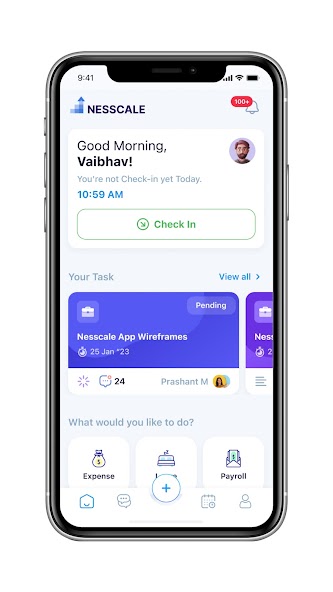 9:41
NESSCALE
100+
Good Morning,
Vaibhav!
You're not Check-in yet Today.
10:59 AM
Check In
Your Task
View all >
Pending
Nesscale App Wireframes
25 Jan "23
24
Prashant M
What would you like to do?
Expense
Payroll